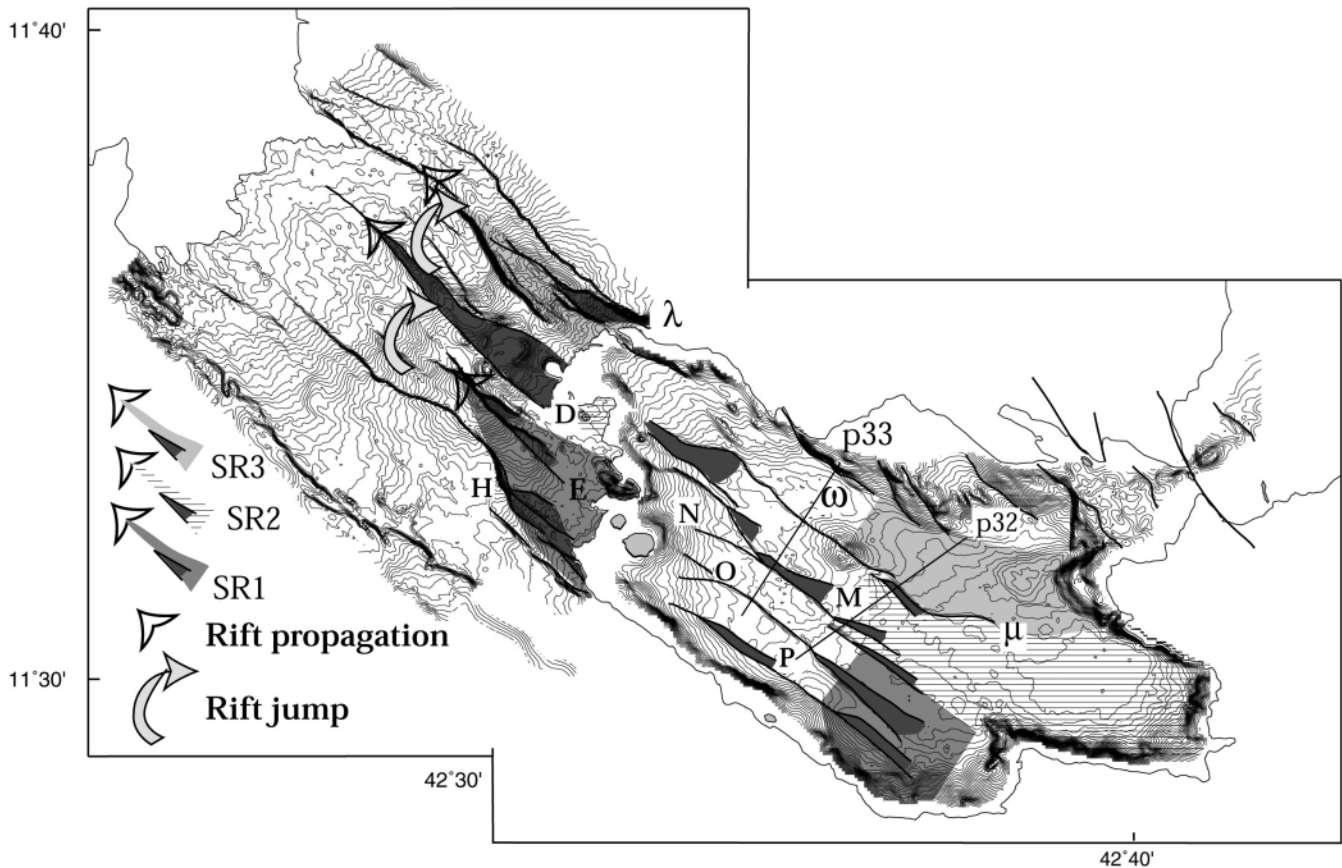 11°40'
λ
D
p33
SR3
H
E
N
ω
p32
SR2
O
M
SR1
μ
P
Rift propagation
11°30'
Rift jump
42°30'
42°40'